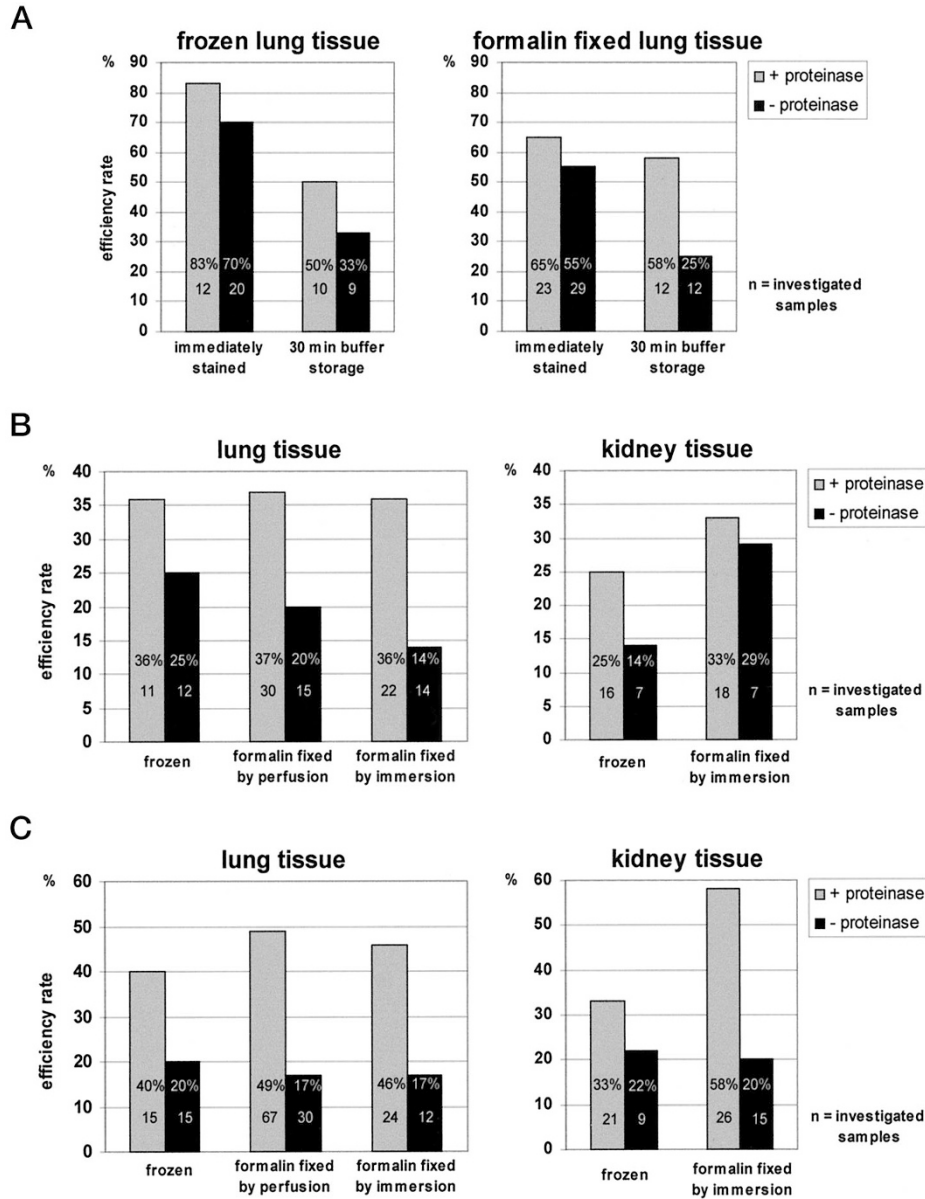 A
frozen lung tissue
formalin fixed lung tissue
%
90
80
70
60
50
40
30
20
10
0
efficiency rate
83% 70%
12 20
50% 33%
10 9
immediately stained
30 min buffer storage
%
90
80
70
60
50
40
30
20
10
0
65% 55%
23 29
58% 25%
12 12
immediately stained
30 min buffer storage
+ proteinase
- proteinase
n = investigated
samples
B
lung tissue
kidney tissue
%
40
35
30
25
20
15
10
5
0
efficiency rate
36% 25%
11 12
37% 20%
30 15
36% 14%
22 14
frozen
formalin fixed by perfusion
formalin fixed by immersion
%
40
35
30
25
20
15
10
5
0
25% 14%
16 7
33% 29%
18 7
frozen
formalin fixed by immersion
+ proteinase
- proteinase
n = investigated
samples
C
lung tissue
kidney tissue
%
60
50
40
30
20
10
0
efficiency rate
40% 20%
15 15
49% 17%
67 30
46% 17%
24 12
frozen
formalin fixed by perfusion
formalin fixed by immersion
%
60
50
40
30
20
10
0
33% 22%
21 9
58% 20%
26 15
frozen
formalin fixed by immersion
+ proteinase
- proteinase
n = investigated
samples